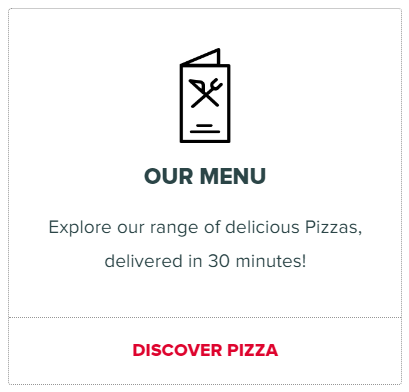 OUR MENU
Explore our range of delicious Pizzas,
delivered in 30 minutes!
DISCOVER PIZZA